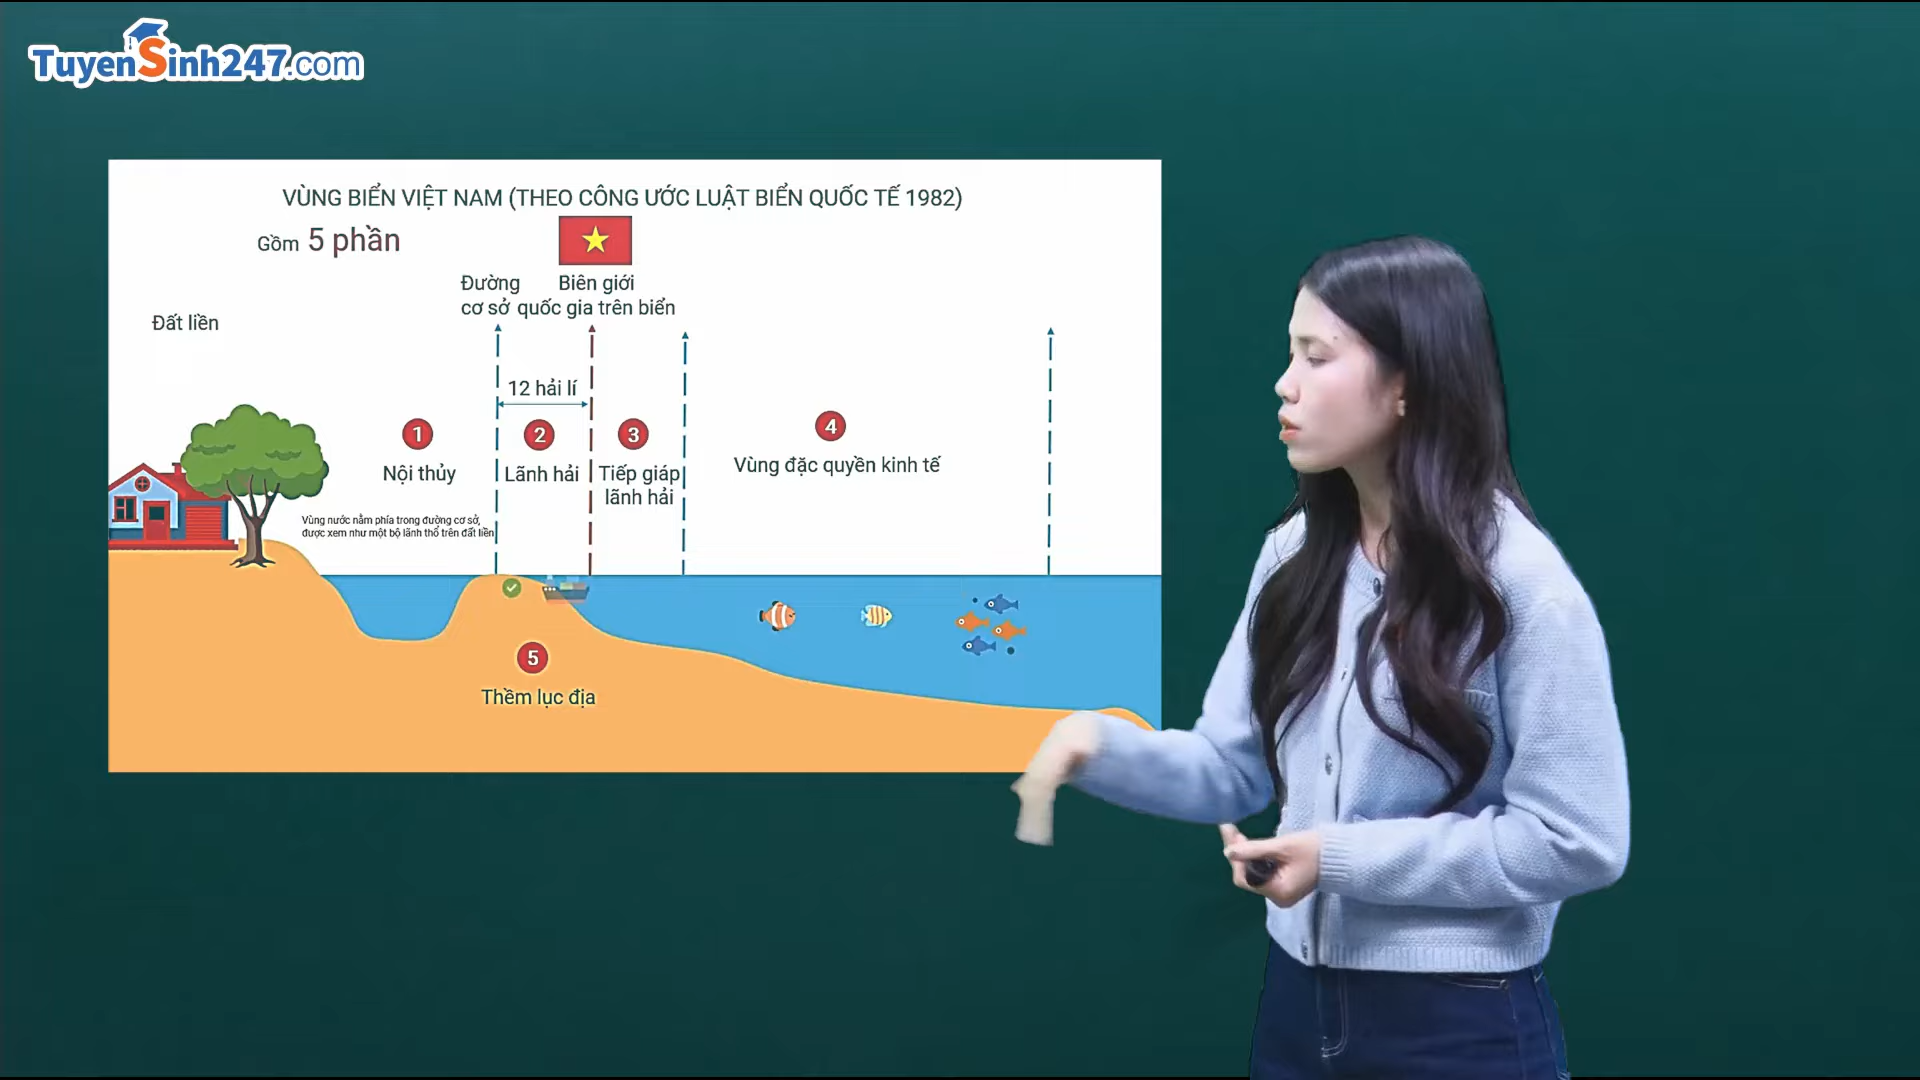 TuyenSinh247.com
VÙNG BIỂN VIỆT NAM (THEO CÔNG ƯỚC LUẬT BIỂN QUỐC TẾ 1982)
Gồm 5 phần
Đường
cơ sở
Biên giới
quốc gia trên biển
Đất liền
12 hải lí
1
Nội thủy
2
Lãnh hải
3
Tiếp giáp
lãnh hải
4
Vùng đặc quyền kinh tế
Vùng nước nằm phía trong đường cơ sở,
được xem như một bộ lãnh thổ trên đất liền
5
Thềm lục địa